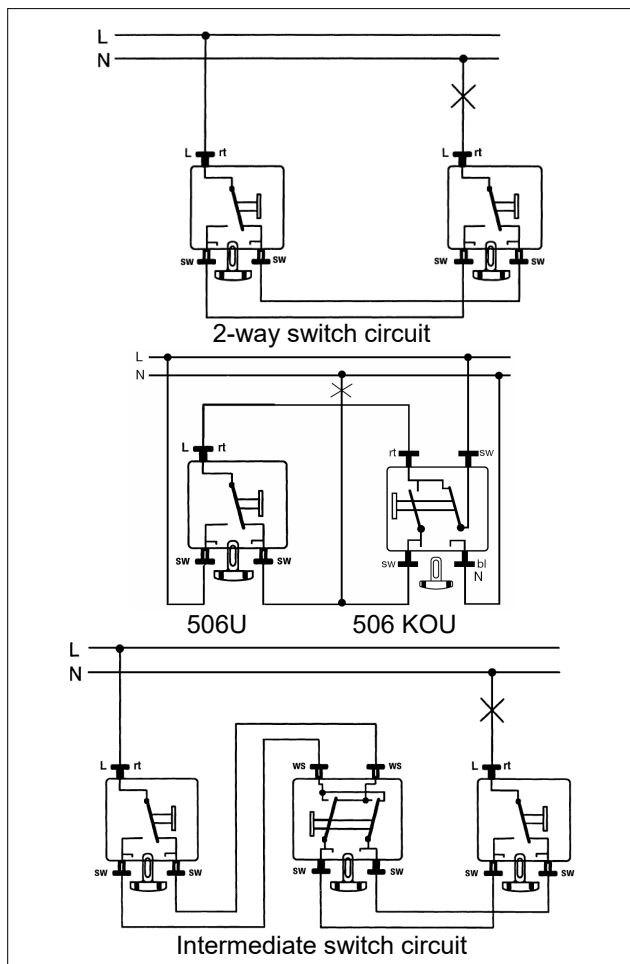 L
N
L rt
L rt
sw sw
sw sw
2-way switch circuit
L
N
L rt
rt sw
sw sw
sw bl
N
506U 506 KOU
L
N
ws ws
L rt
L rt
sw sw
sw sw
sw sw
Intermediate switch circuit